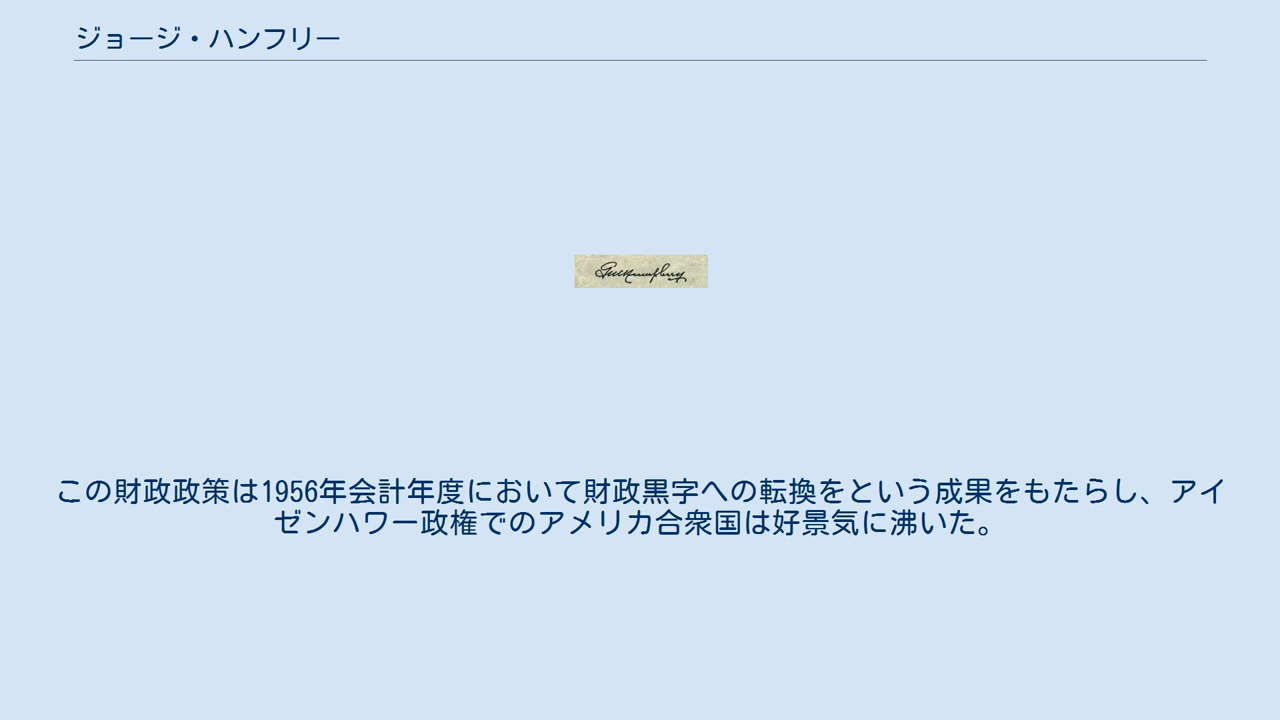 ジョージ・ハンフリー
GMHumphrey
この財政政策は1956年会計年度において財政黒字への転換をという成果をもたらし、アイ
ゼンハワー政権でのアメリカ合衆国は好景気に沸いた。